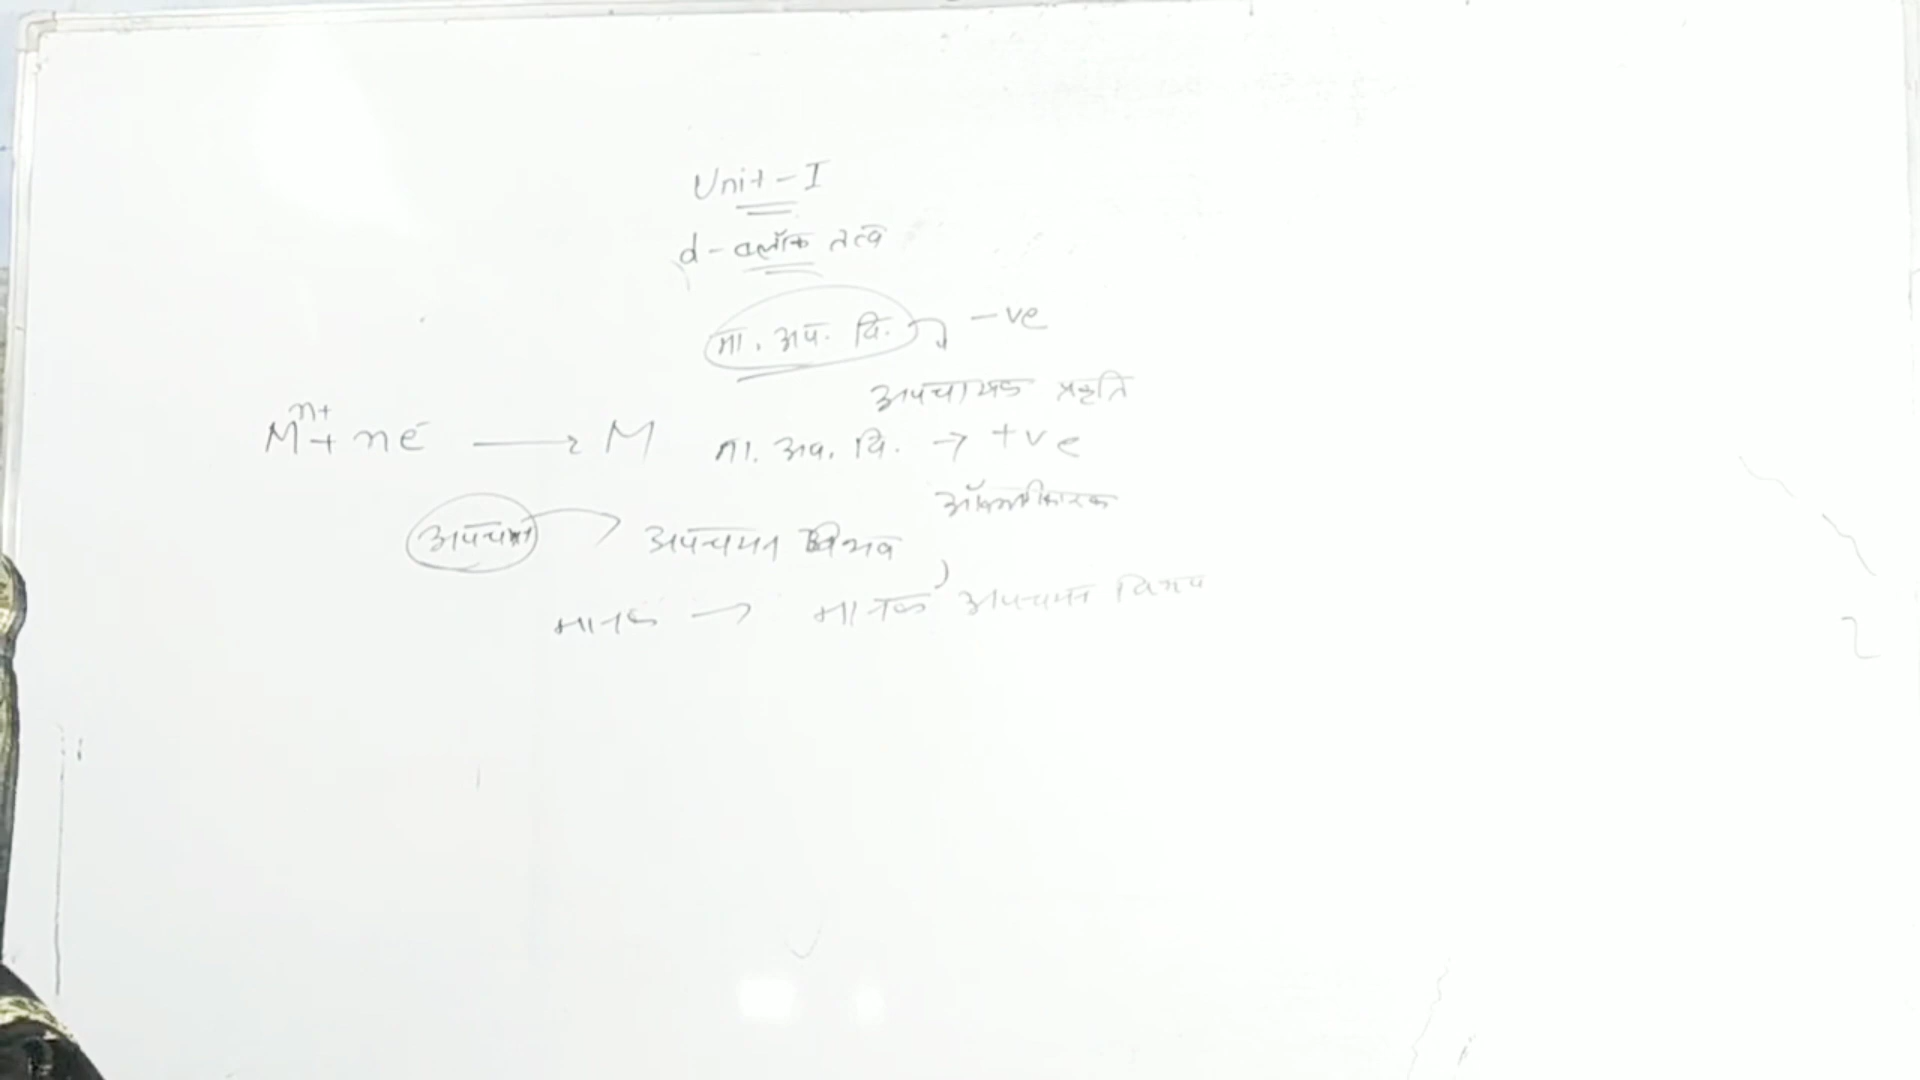 Unit - I
d - ब्लॉक तत्व
मा. अप. वि. -ve
अपचायक प्रकृति
Mⁿ⁺ + ne⁻ ⟶ M
मा. अप. वि. → +ve
ऑक्सीकारक
अपचयन अपचयन विभव
मानक → मानक अपचयन विभव